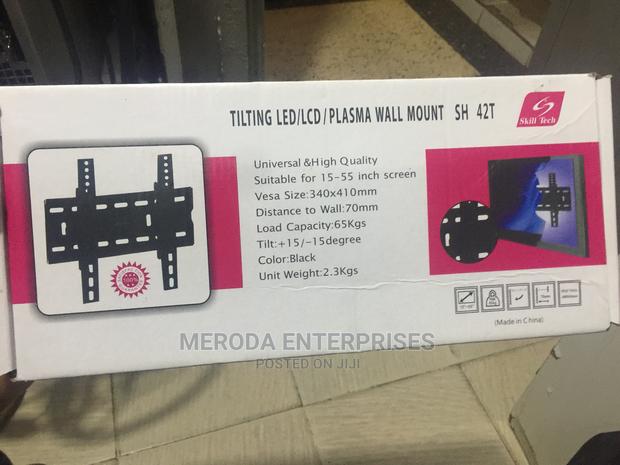 TILTING LED/LCD/PLASMA WALL MOUNT SH 42T
Skill Tech
Universal &High Quality
Suitable for 15-55 inch screen
Vesa Size:340x410mm
Distance to Wall:70mm
Load Capacity:65Kgs
Tilt:+15/-15degree
Color:Black
Unit Weight:2.3Kgs
100%
(Made in China)
MERODA ENTERPRISES
POSTED ON JIJI